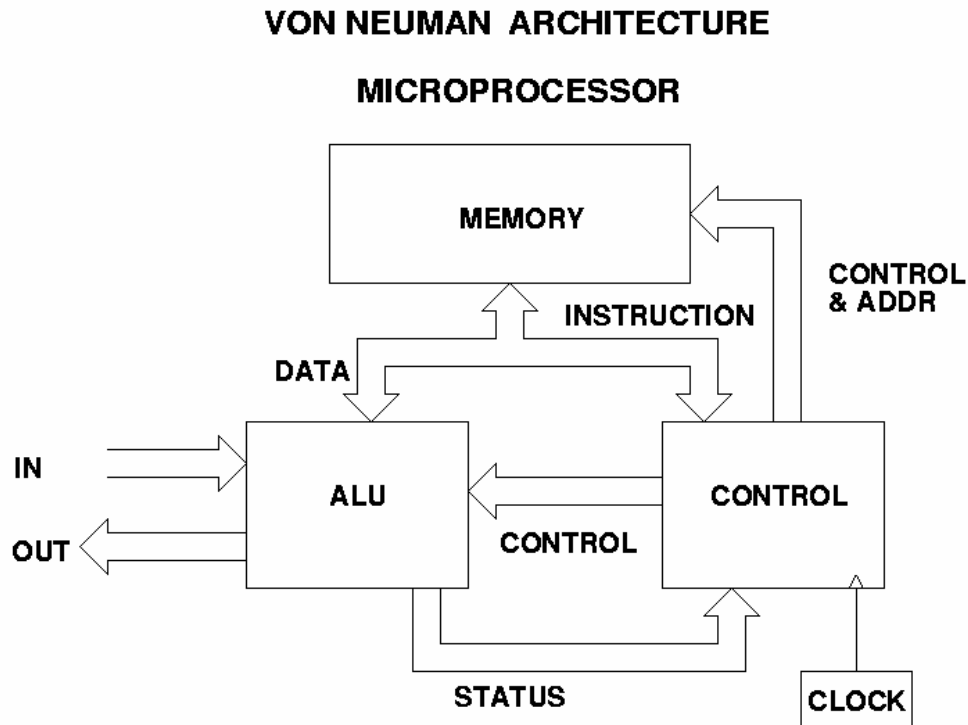 VON NEUMAN ARCHITECTURE
MICROPROCESSOR
MEMORY
CONTROL
& ADDR
INSTRUCTION
DATA
IN
ALU
CONTROL
OUT
CONTROL
STATUS
CLOCK